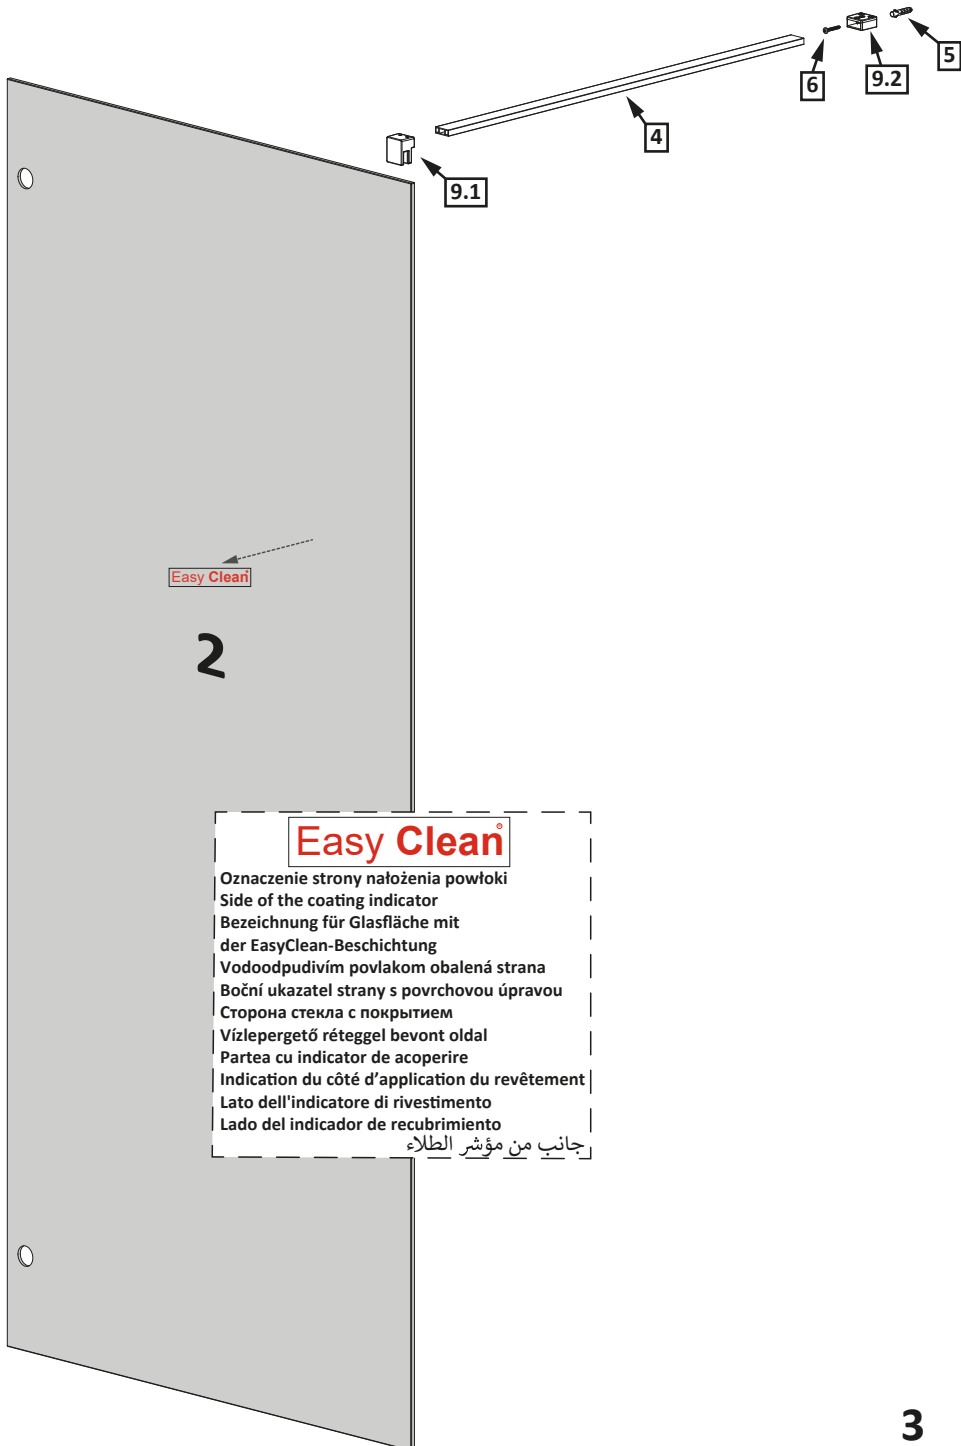 5
6
9.2
4
9.1
Easy Clean
2
Easy Clean®
Oznaczenie strony nałożenia powłoki
Side of the coating indicator
Bezeichnung für Glasfläche mit
der EasyClean-Beschichtung
Vodoodpudivím povlakom obalená strana
Boční ukazatel strany s povrchovou úpravou
Сторона стекла с покрытием
Vízlepergető réteggel bevont oldal
Partea cu indicator de acoperire
Indication du côté d’application du revêtement
Lato dell'indicatore di rivestimento
Lado del indicador de recubrimiento
جانب من مؤشر الطلاء
3